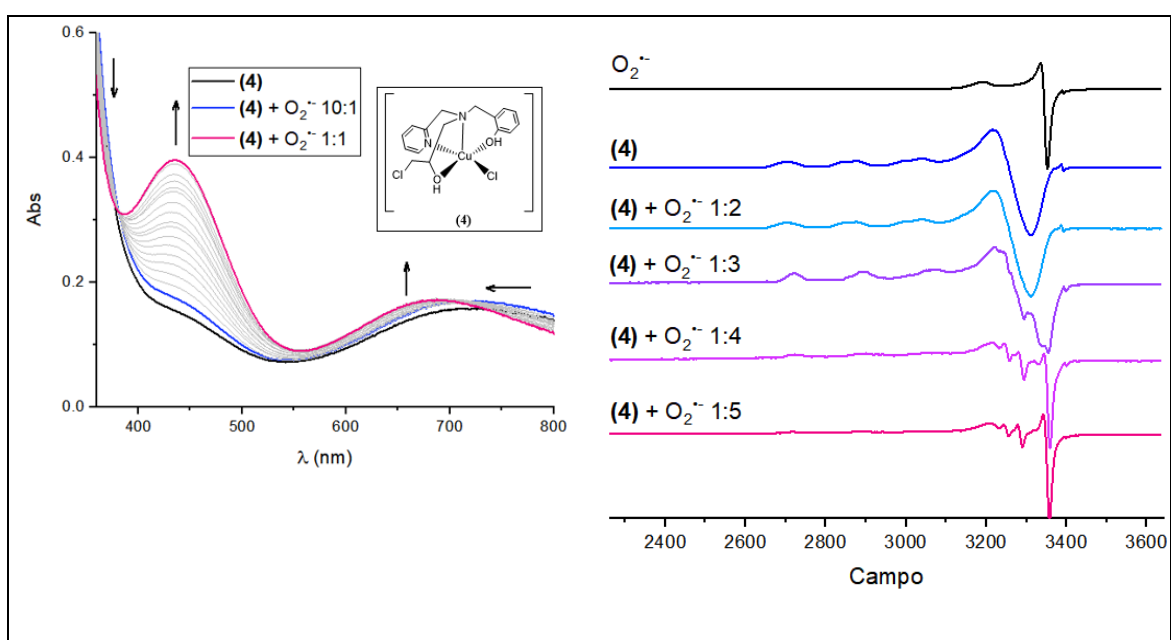 0.6
0.4
0.2
0.0
Abs
400
500
600
700
800
λ (nm)
(4)
(4) + O₂•⁻ 10:1
(4) + O₂•⁻ 1:1
N
N
OH
Cu
Cl
O
H
Cl
(4)
O₂•⁻
(4)
(4) + O₂•⁻ 1:2
(4) + O₂•⁻ 1:3
(4) + O₂•⁻ 1:4
(4) + O₂•⁻ 1:5
2400
2600
2800
3000
3200
3400
3600
Campo